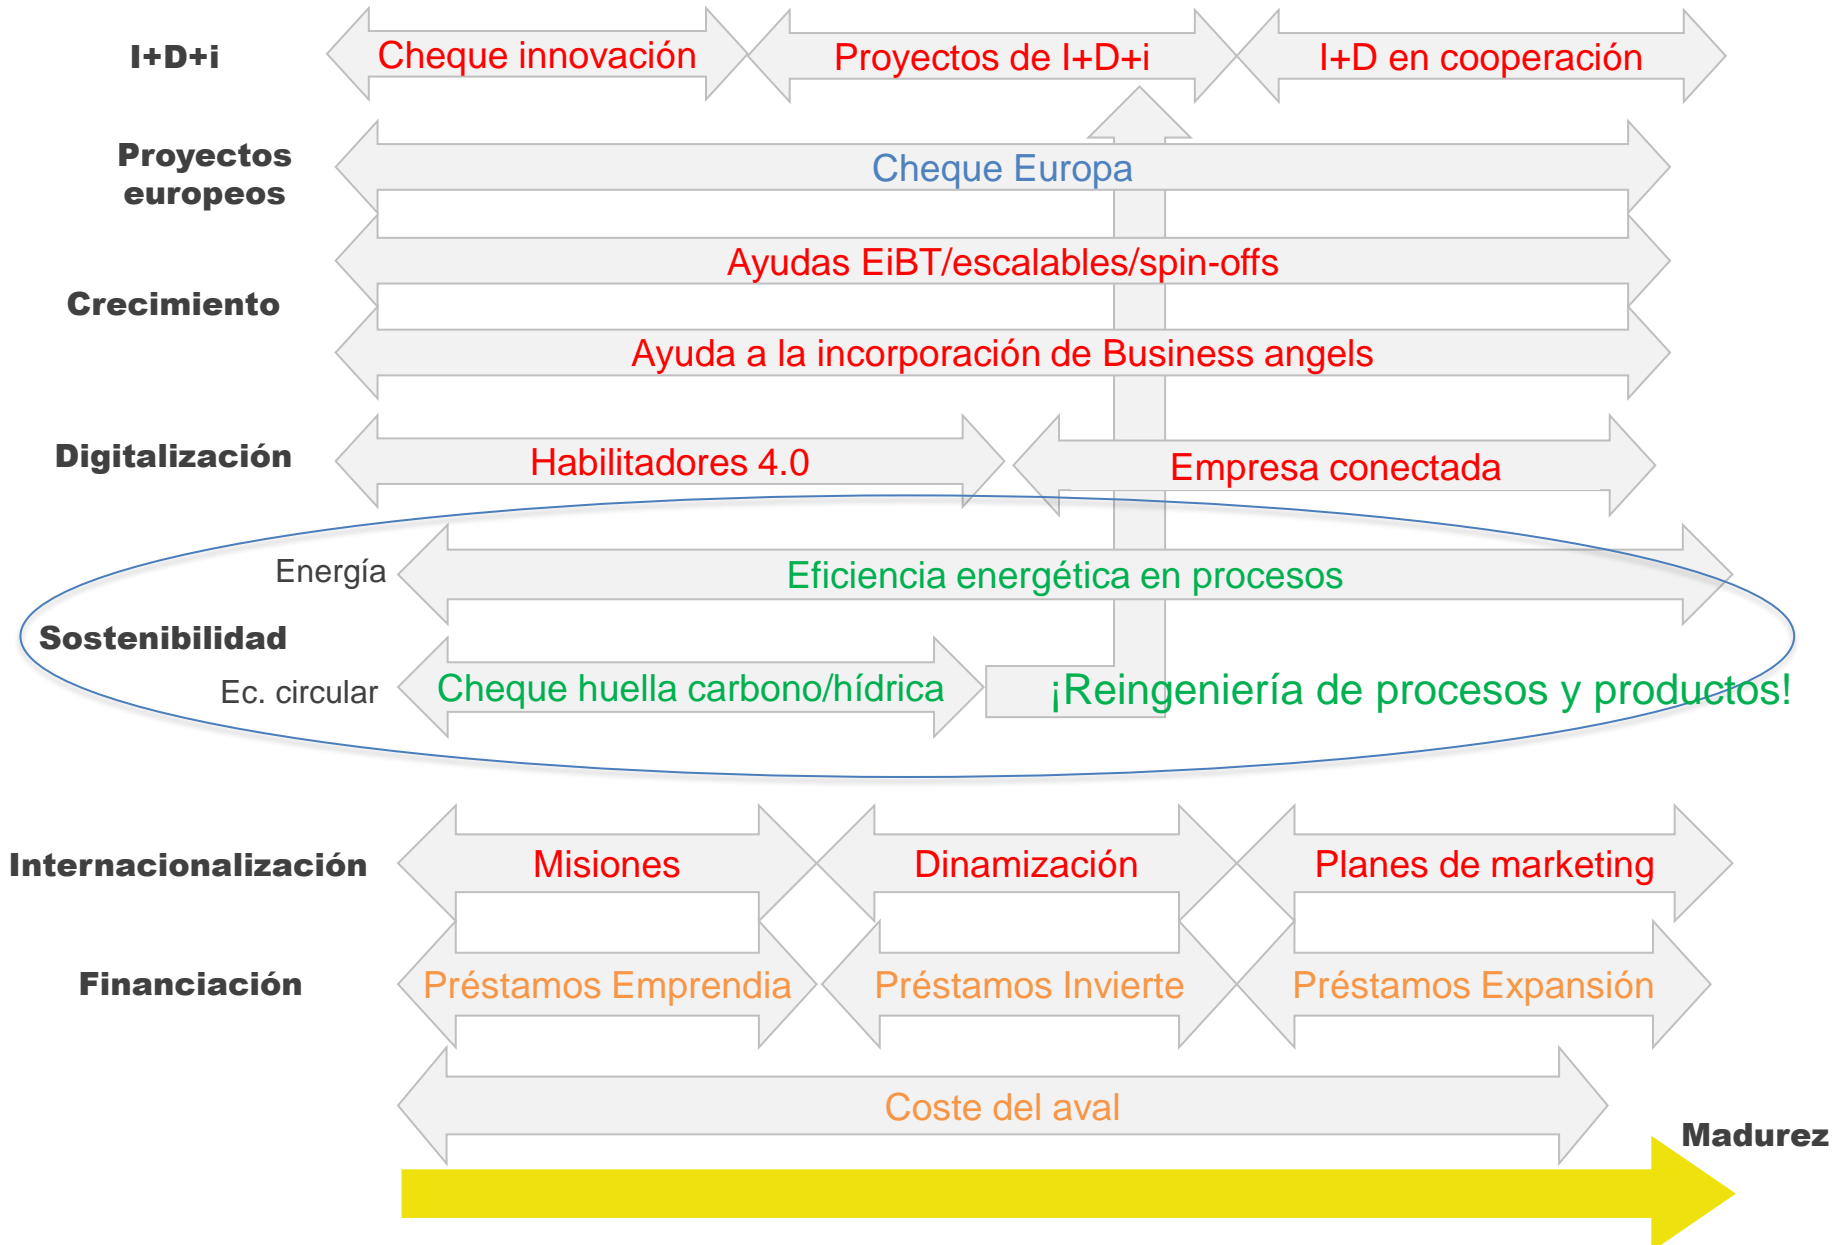 I+D+i
Cheque innovación
Proyectos de I+D+i
I+D en cooperación
Proyectos
europeos
Cheque Europa
Ayudas EiBT/escalables/spin-offs
Crecimiento
Ayuda a la incorporación de Business angels
Digitalización
Habilitadores 4.0
Empresa conectada
Energía
Eficiencia energética en procesos
Sostenibilidad
Ec. circular
Cheque huella carbono/hídrica
¡Reingeniería de procesos y productos!
Internacionalización
Misiones
Dinamización
Planes de marketing
Financiación
Préstamos Emprendia
Préstamos Invierte
Préstamos Expansión
Coste del aval
Madurez